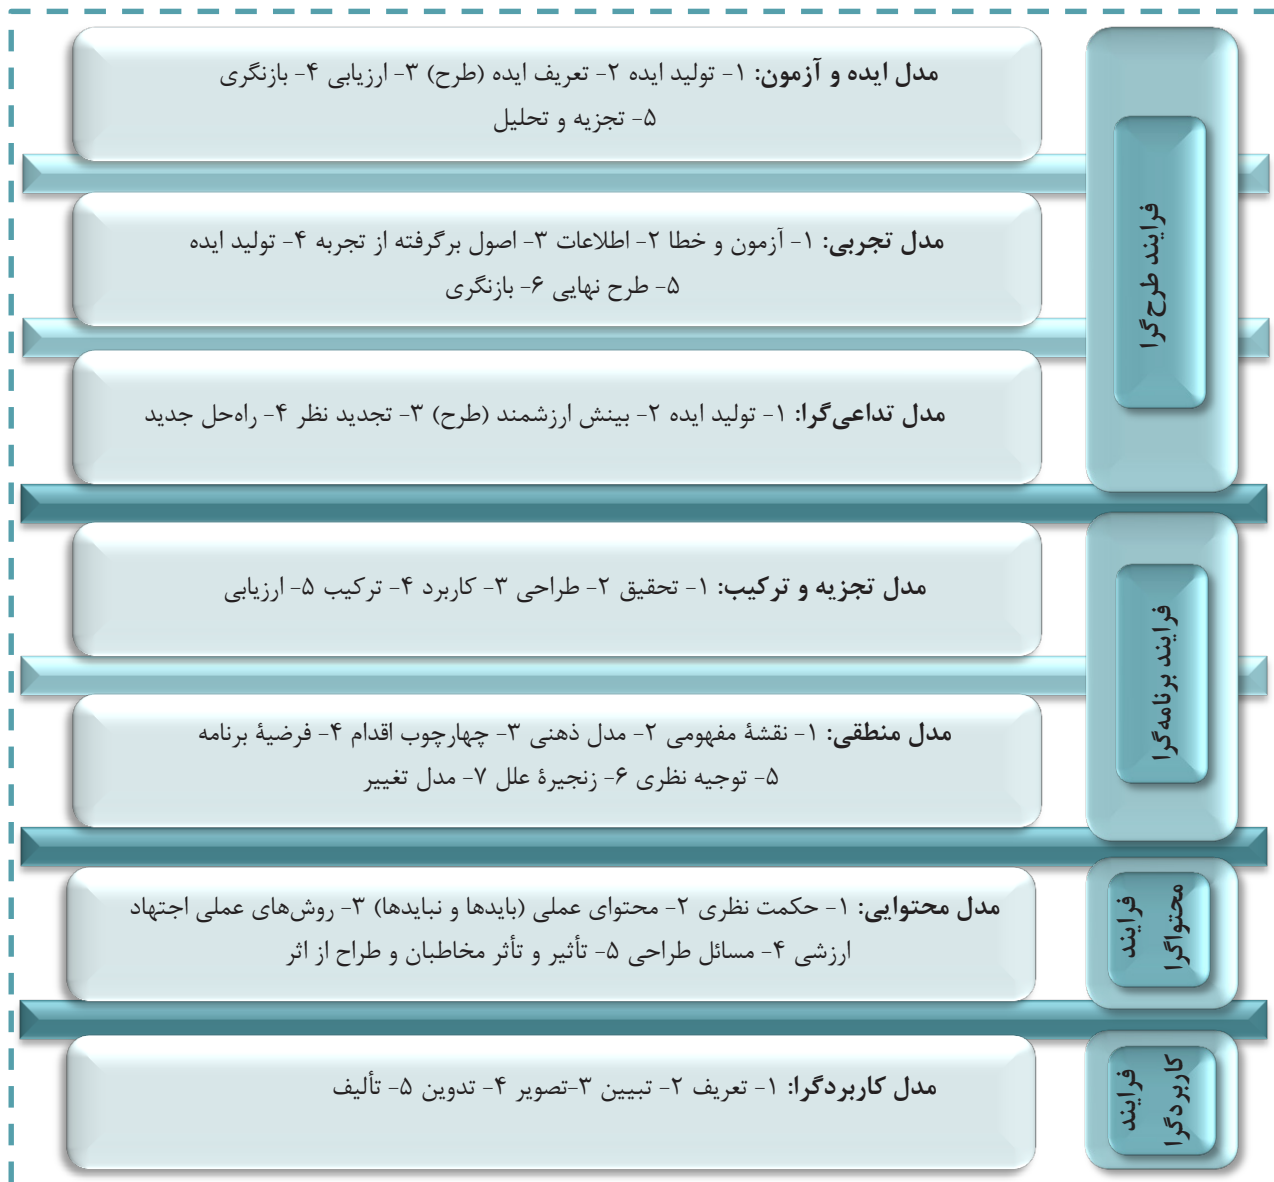 فرایند طرح‌گرا
مدل ایده و آزمون: ۱- تولید ایده ۲- تعریف ایده (طرح) ۳- ارزیابی ۴- بازنگری
۵- تجزیه و تحلیل
مدل تجربی: ۱- آزمون و خطا ۲- اطلاعات ۳- اصول برگرفته از تجربه ۴- تولید ایده
۵- طرح نهایی ۶- بازنگری
مدل تداعی‌گرا: ۱- تولید ایده ۲- بینش ارزشمند (طرح) ۳- تجدید نظر ۴- راه‌حل جدید
فرایند برنامه‌گرا
مدل تجزیه و ترکیب: ۱- تحقیق ۲- طراحی ۳- کاربرد ۴- ترکیب ۵- ارزیابی
مدل منطقی: ۱- نقشهٔ مفهومی ۲- مدل ذهنی ۳- چهارچوب اقدام ۴- فرضیهٔ برنامه
۵- توجیه نظری ۶- زنجیرهٔ علل ۷- مدل تغییر
فرایند
محتواگرا
مدل محتوایی: ۱- حکمت نظری ۲- محتوای عملی (بایدها و نبایدها) ۳- روش‌های عملی اجتهاد
ارزشی ۴- مسائل طراحی ۵- تأثیر و تأثر مخاطبان و طراح از اثر
فرایند
کاربردگرا
مدل کاربردگرا: ۱- تعریف ۲- تبیین ۳-تصویر ۴- تدوین ۵- تألیف